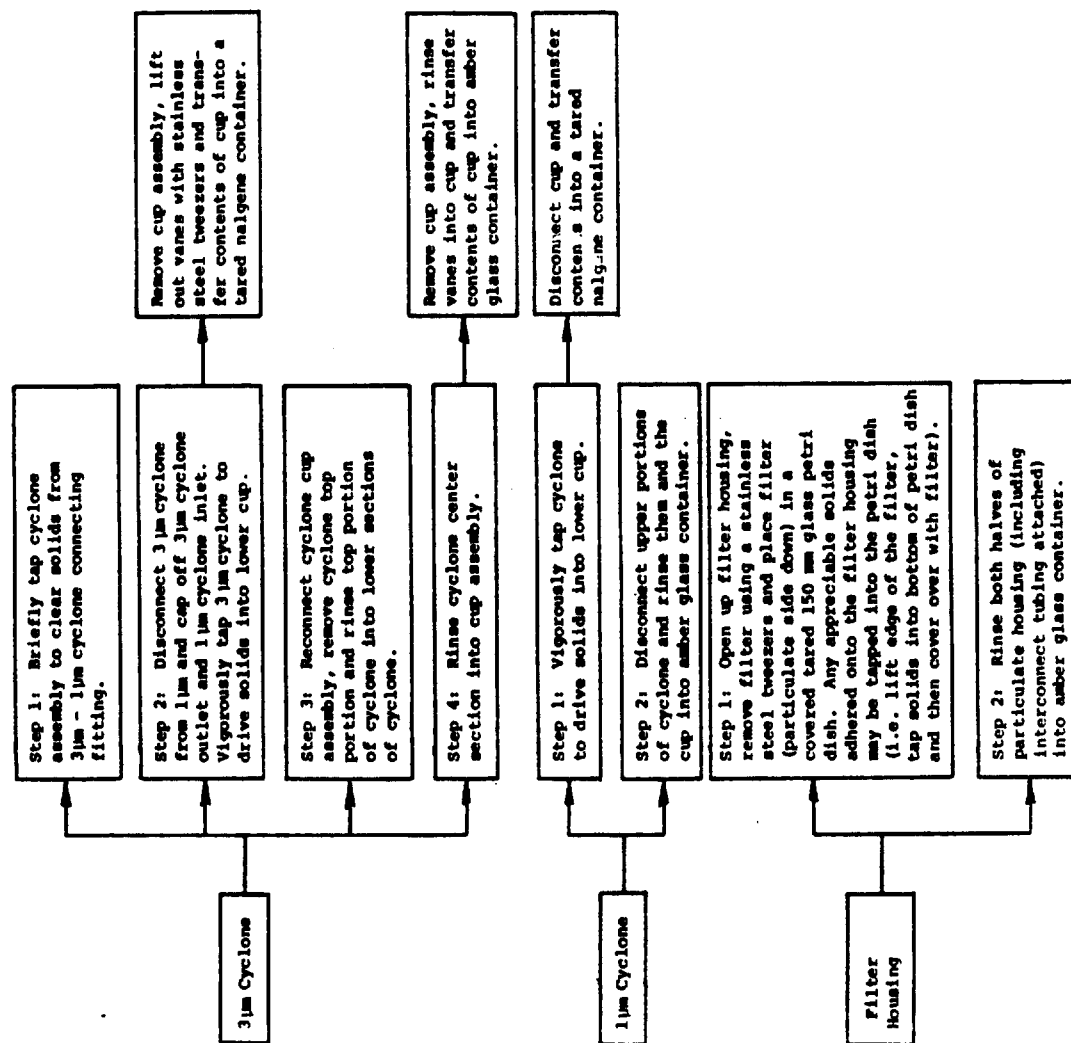 3µm Cyclone
Step 1: Briefly tap cyclone
assembly to clear solids from
3µm - 1µm cyclone connecting
fitting.
Step 2: Disconnect 3µm cyclone
from 1µm and cap off 3µm cyclone
outlet and 1µm cyclone inlet.
Vigorously tap 3µm cyclone to
drive solids into lower cup.
Remove cup assembly, lift
out vanes with stainless
steel tweezers and trans-
fer contents of cup into a
tared nalgene container.
Step 3: Reconnect cyclone cup
assembly, remove cyclone top
portion and rinse top portion
of cyclone into lower sections
of cyclone.
Step 4: Rinse cyclone center
section into cup assembly.
Remove cup assembly, rinse
vanes into cup and transfer
contents of cup into amber
glass container.
1µm Cyclone
Step 1: Vigorously tap cyclone
to drive solids into lower cup.
Disconnect cup and transfer
contents into a tared
nalgene container.
Step 2: Disconnect upper portions
of cyclone and rinse them and the
cup into amber glass container.
Filter
Housing
Step 1: Open up filter housing,
remove filter using a stainless
steel tweezers and place filter
(particulate side down) in a
covered tared 150 mm glass petri
dish. Any appreciable solids
adhered onto the filter housing
may be tapped into the petri dish
(i.e. lift edge of the filter,
tap solids into bottom of petri dish
and then cover over with filter).
Step 2: Rinse both halves of
particulate housing (including
interconnect tubing attached)
into amber glass container.